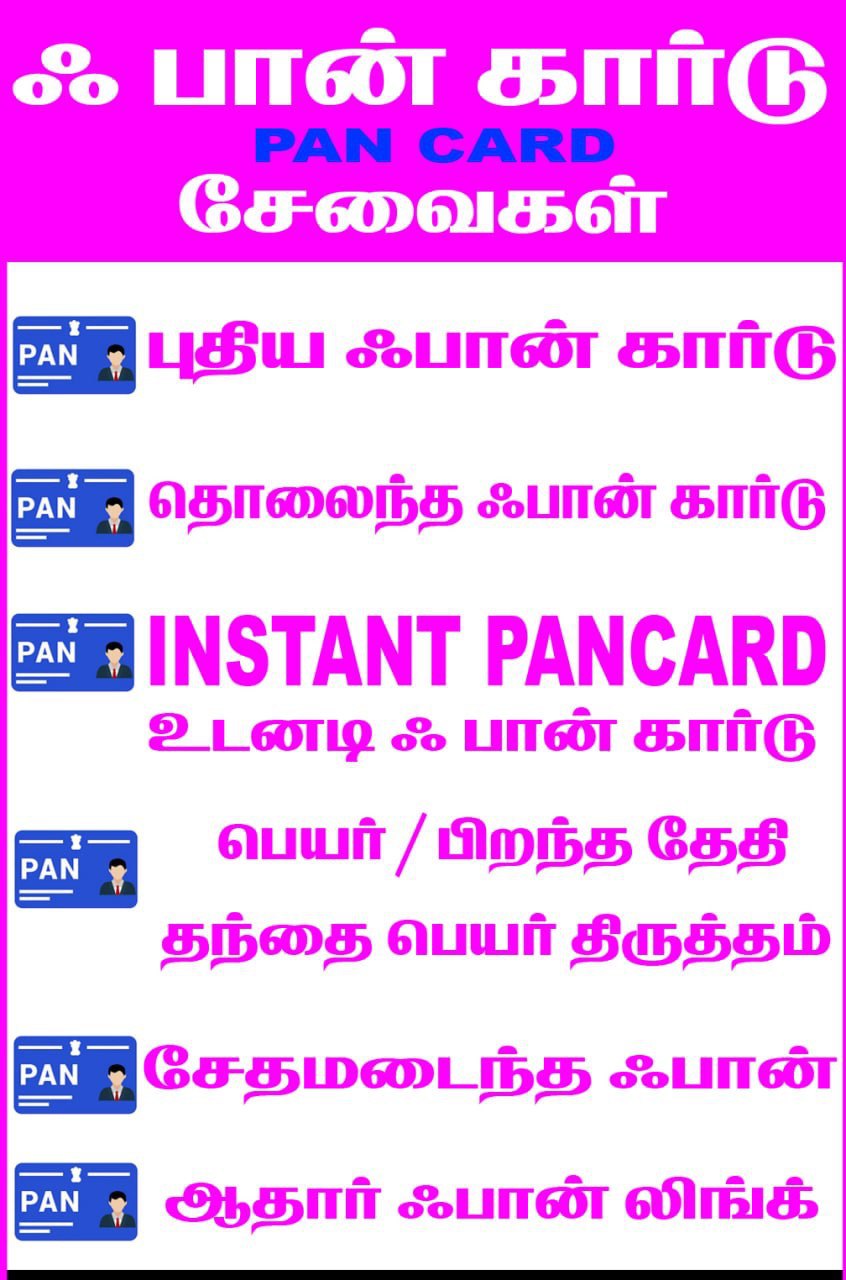 ஃ பான் கார்டு
PAN CARD
சேவைகள்
PAN
புதிய ஃபான் கார்டு
PAN
தொலைந்த ஃபான் கார்டு
PAN
INSTANT PANCARD
உடனடி ஃ பான் கார்டு
PAN
பெயர் / பிறந்த தேதி
தந்தை பெயர் திருத்தம்
PAN
சேதமடைந்த ஃபான்
PAN
ஆதார் ஃபான் லிங்க்